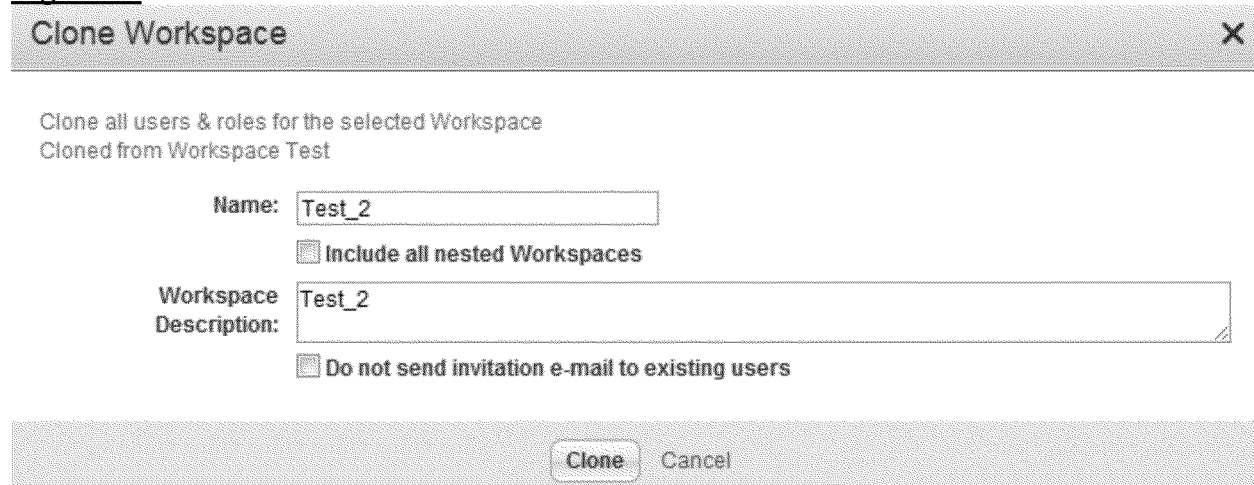 Clone Workspace
Clone all users & roles for the selected Workspace
Cloned from Workspace Test
Name: Test_2
Include all nested Workspaces
Workspace Description: Test_2
Do not send invitation e-mail to existing users
Clone Cancel